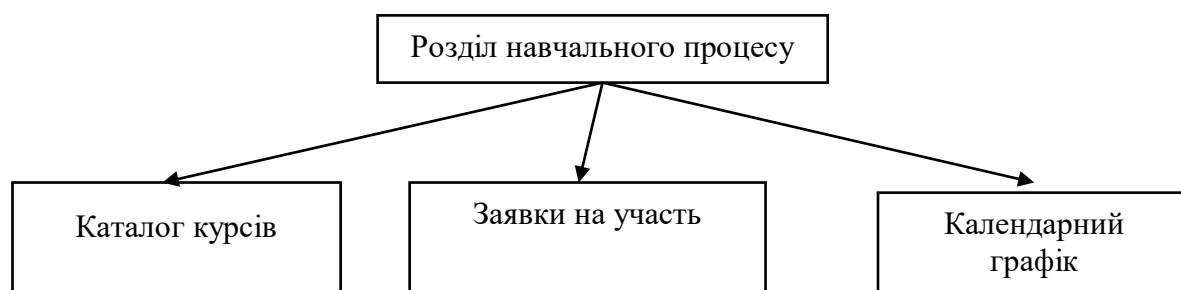 Розділ навчального процесу
Каталог курсів
Заявки на участь
Календарний
графік